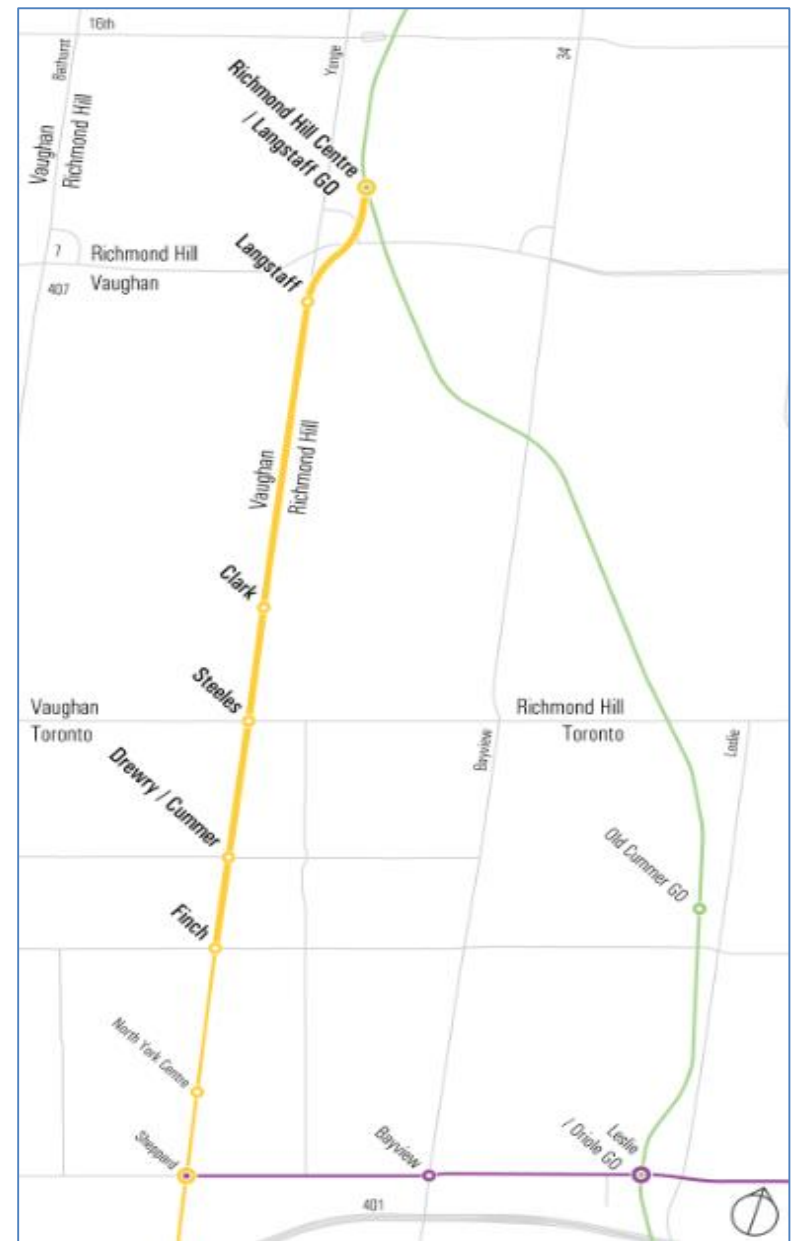 16th
Bathurst
Yonge
34
Vaughan
Richmond Hill
Richmond Hill Centre
/ Langstaff GO
7
Richmond Hill
407
Vaughan
Langstaff
Vaughan
Richmond Hill
Clark
Steeles
Vaughan
Toronto
Richmond Hill
Toronto
Bayview
Leslie
Drewry / Cummer
Old Cummer GO
Finch
North York Centre
Sheppard
Bayview
Leslie
/ Oriole GO
401